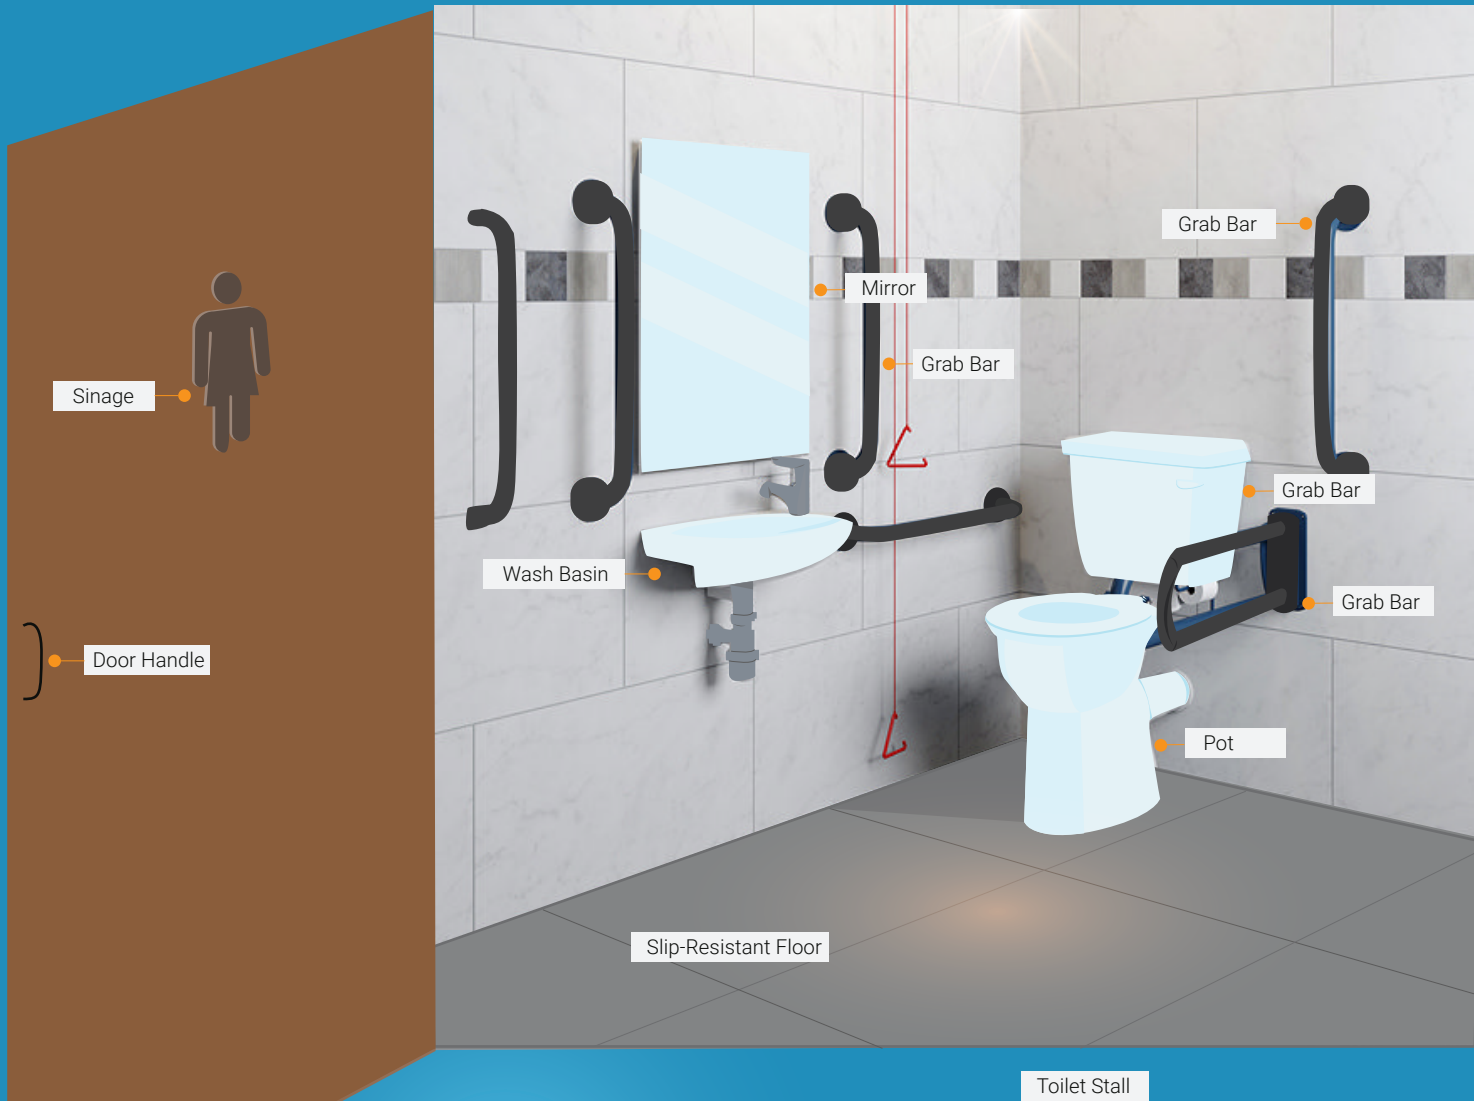 Grab Bar
Mirror
Grab Bar
Sinage
Grab Bar
Wash Basin
Grab Bar
Door Handle
Pot
Slip-Resistant Floor
Toilet Stall